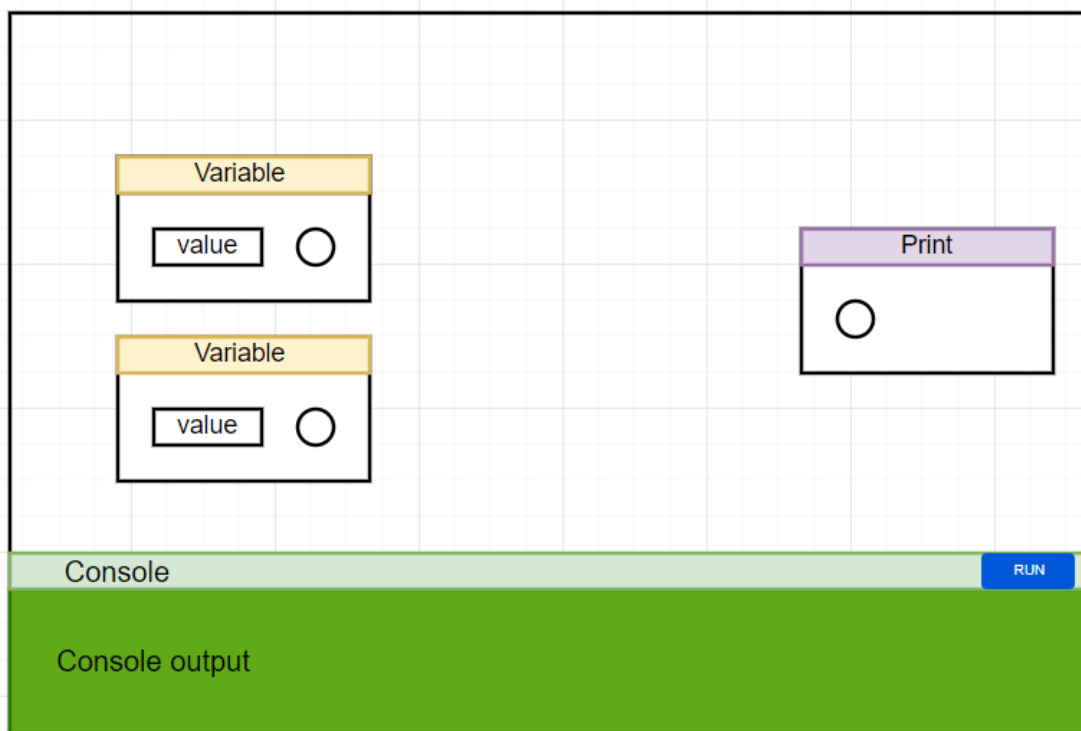 Variable
value
Print
Variable
value
Console
RUN
Console output